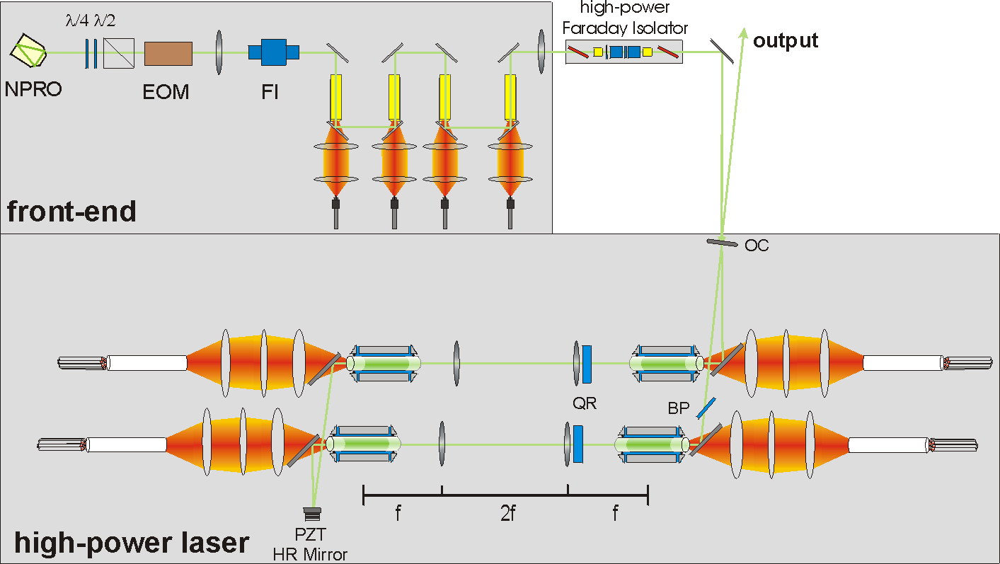 λ/4 λ/2
high-power
Faraday Isolator
output
NPRO
EOM
FI
front-end
OC
QR
BP
f
2f
f
PZT
HR Mirror
high-power laser